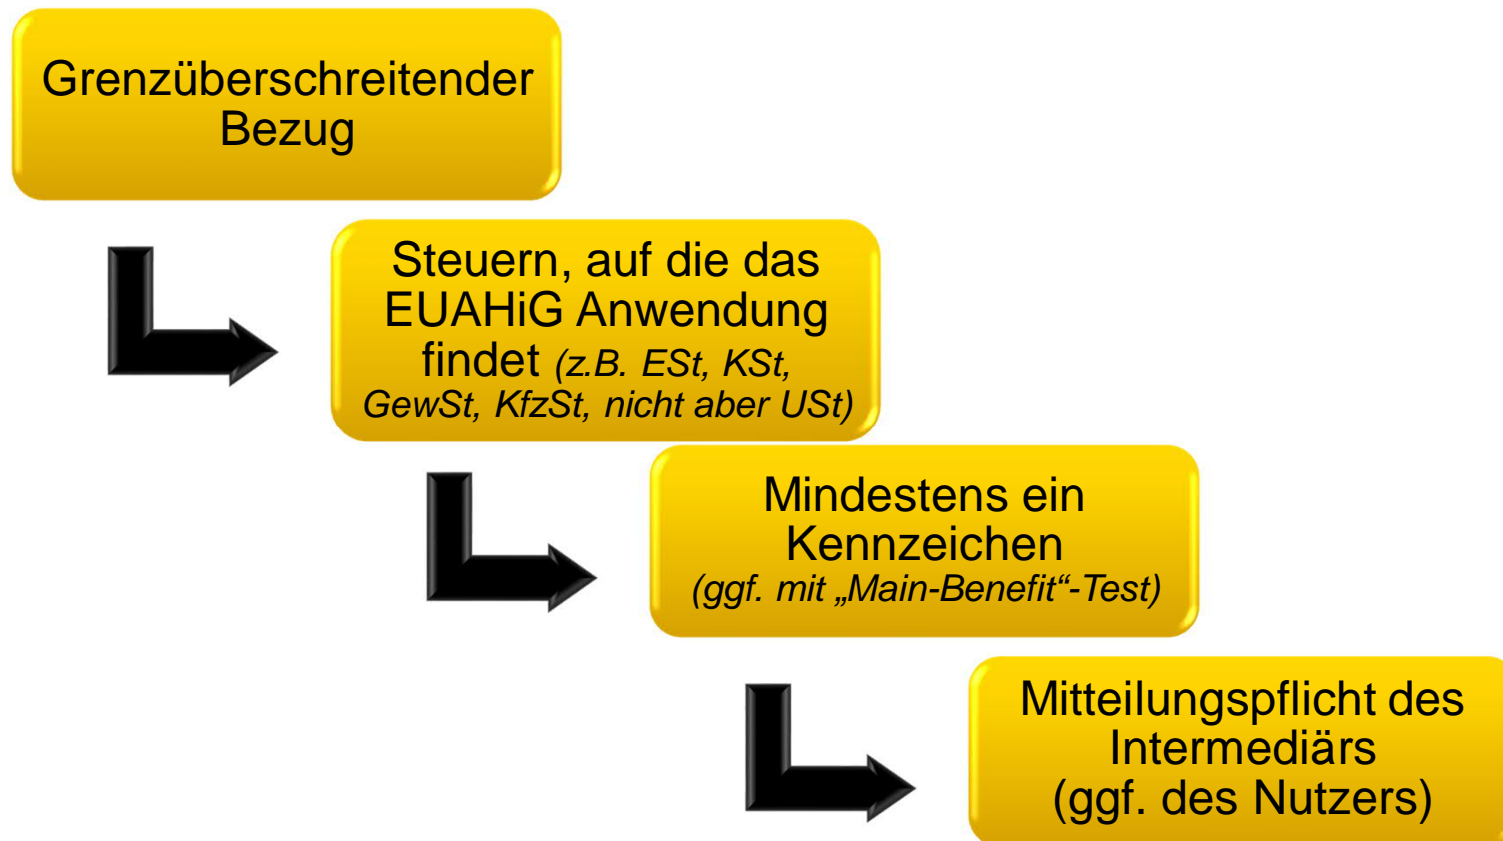 Grenzüberschreitender
Bezug
Steuern, auf die das
EUAHiG Anwendung
findet (z.B. ESt, KSt,
GewSt, KfzSt, nicht aber USt)
Mindestens ein
Kennzeichen
(ggf. mit „Main-Benefit“-Test)
Mitteilungspflicht des
Intermediärs
(ggf. des Nutzers)